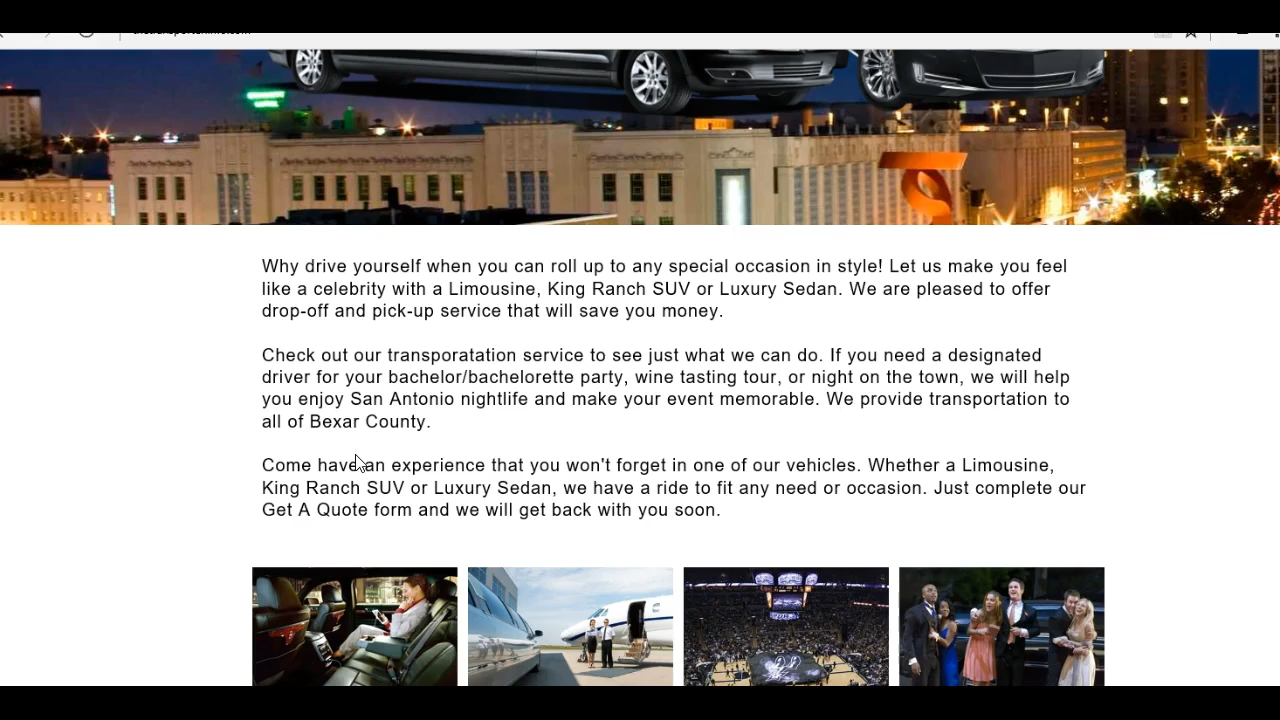 Why drive yourself when you can roll up to any special occasion in style! Let us make you feel
like a celebrity with a Limousine, King Ranch SUV or Luxury Sedan. We are pleased to offer
drop-off and pick-up service that will save you money.
Check out our transporatation service to see just what we can do. If you need a designated
driver for your bachelor/bachelorette party, wine tasting tour, or night on the town, we will help
you enjoy San Antonio nightlife and make your event memorable. We provide transportation to
all of Bexar County.
Come have an experience that you won't forget in one of our vehicles. Whether a Limousine,
King Ranch SUV or Luxury Sedan, we have a ride to fit any need or occasion. Just complete our
Get A Quote form and we will get back with you soon.